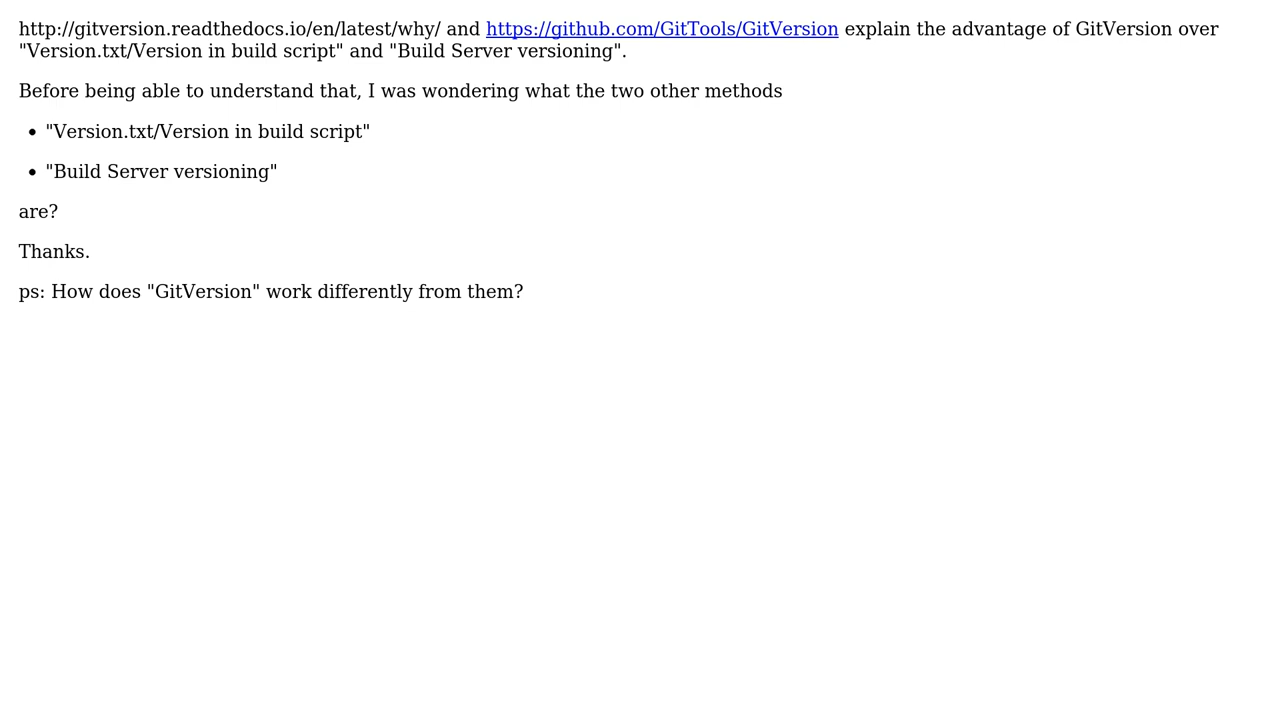 http://gitversion.readthedocs.io/en/latest/why/ and https://github.com/GitTools/GitVersion explain the advantage of GitVersion over
"Version.txt/Version in build script" and "Build Server versioning".
Before being able to understand that, I was wondering what the two other methods
• "Version.txt/Version in build script"
• "Build Server versioning"
are?
Thanks.
ps: How does "GitVersion" work differently from them?